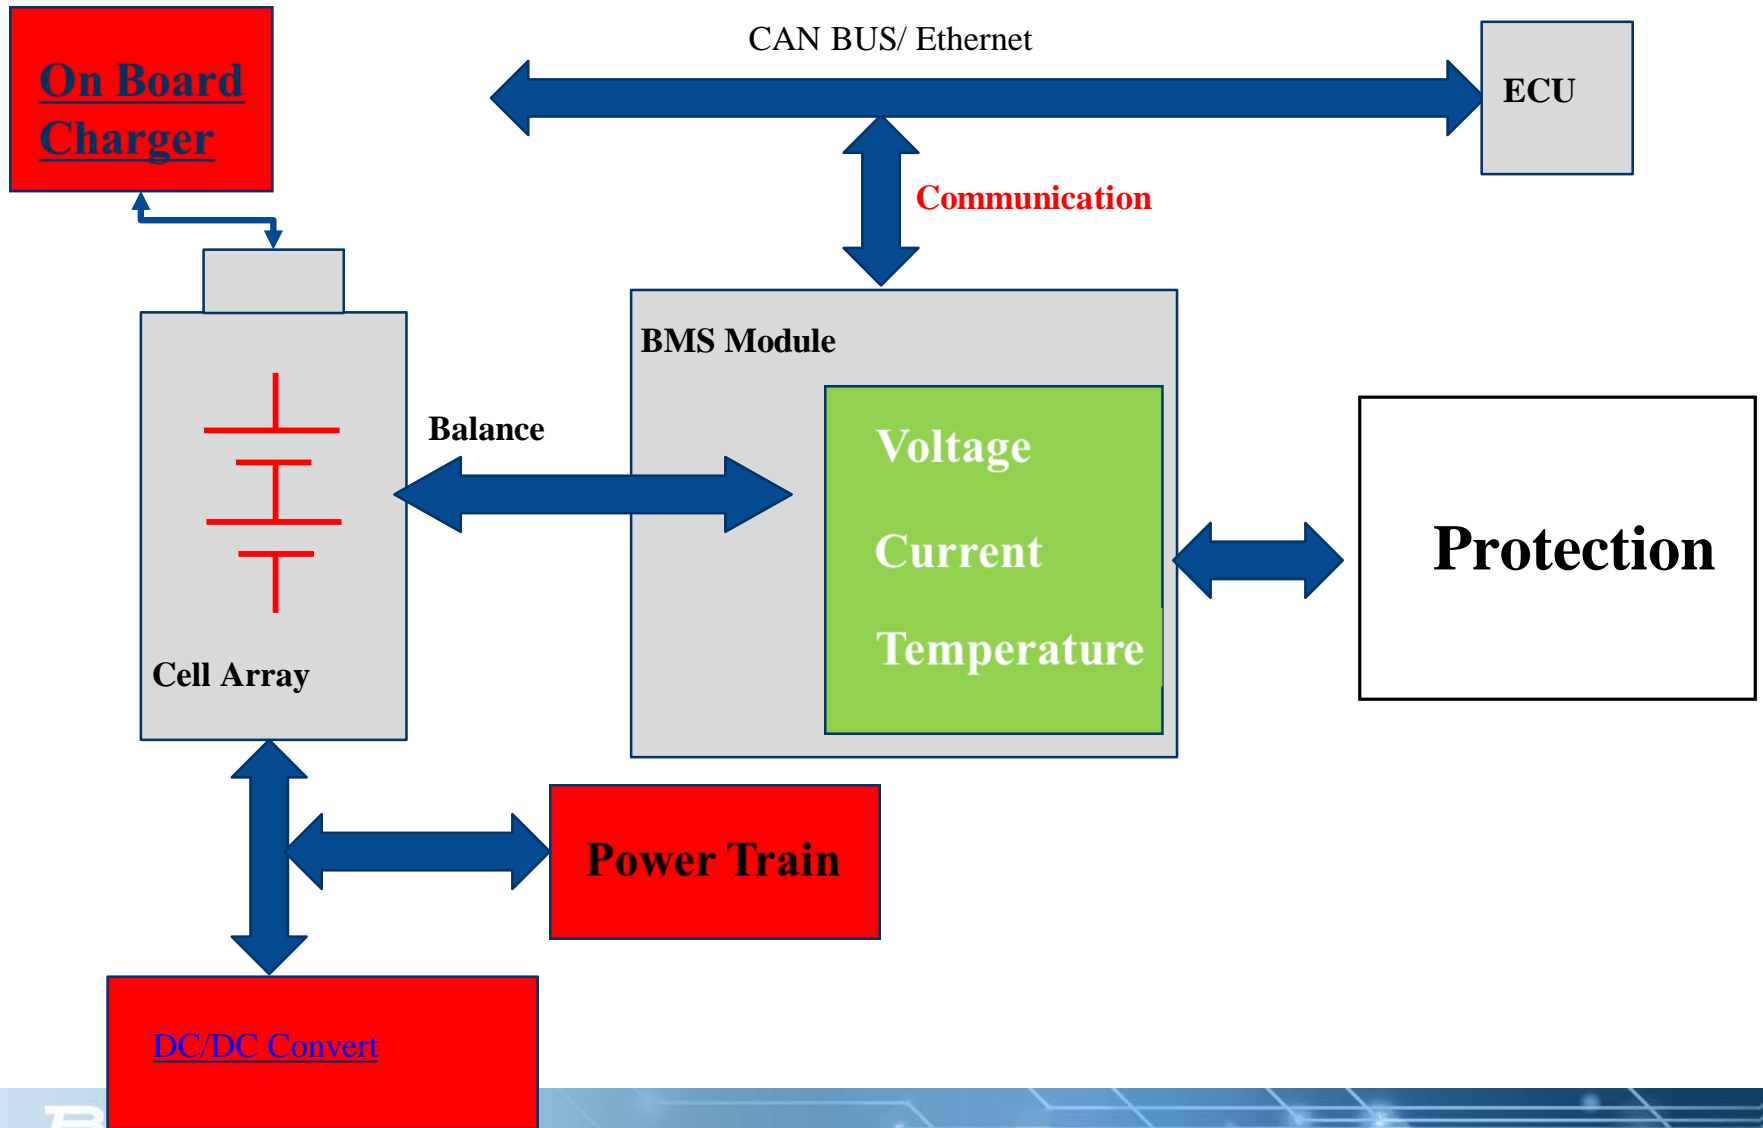 CAN BUS/ Ethernet
On Board
Charger
ECU
Communication
BMS Module
Balance
Voltage
Current
Temperature
Protection
Cell Array
Power Train
DC/DC Convert